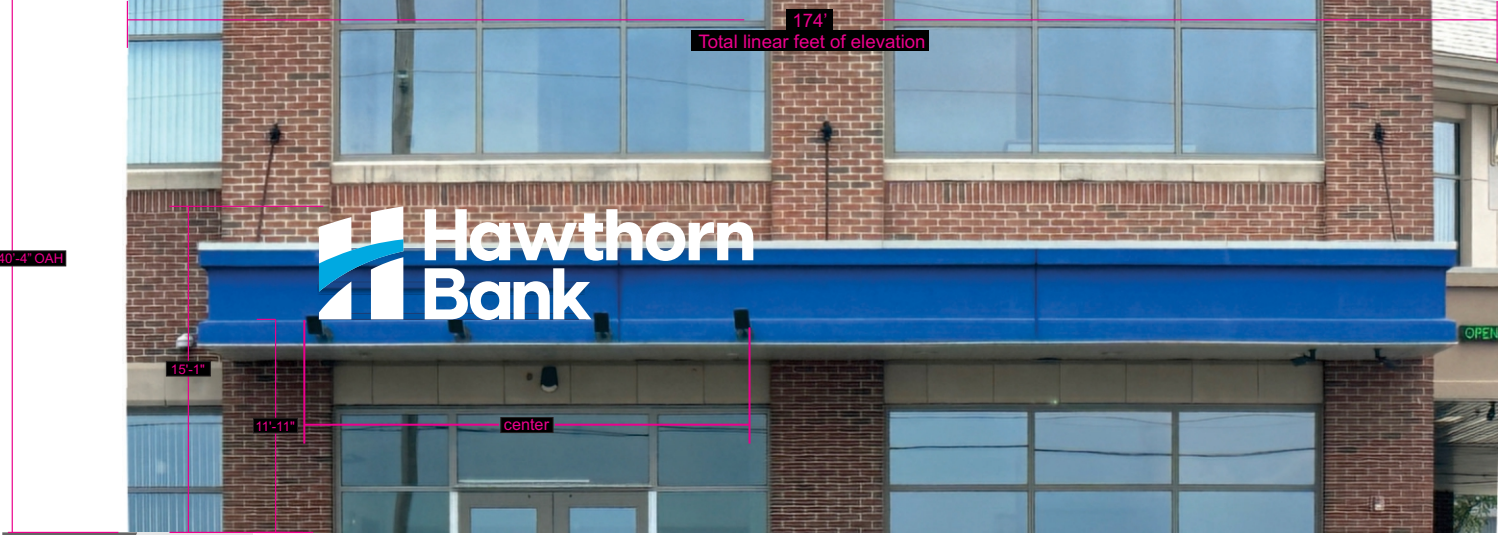 174'
Total linear feet of elevation
Hawthorn
Bank
40'-4" OAH
OPEN
15'-1"
11'-11"
center